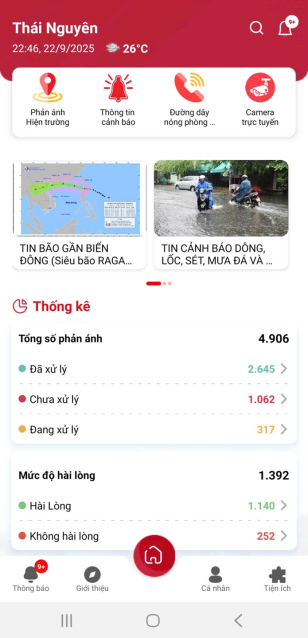 Thái Nguyên
22:46, 22/9/2025 26°C
9+
Phản ánh
Hiện trường
Thông tin
cảnh báo
Đường dây
nóng phòng ...
Camera
trực tuyến
TIN BÃO GẦN BIỂN
ĐÔNG (Siêu bão RAGA...
TIN CẢNH BÁO DÔNG,
LỐC, SÉT, MƯA ĐÁ VÀ ...
Thống kê
Tổng số phản ánh 4.906
Đã xử lý 2.645
Chưa xử lý 1.062
Đang xử lý 317
Mức độ hài lòng 1.392
Hài Lòng 1.140
Không hài lòng 252
9+
Thông báo
Giới thiệu
Cá nhân
Tiện ích